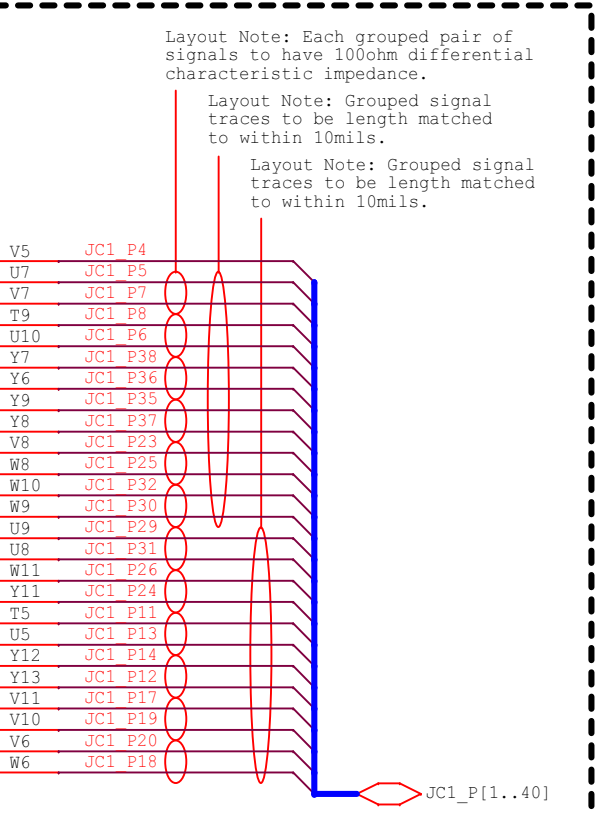 Layout Note: Each grouped pair of
signals to have 100ohm differential
characteristic impedance.
Layout Note: Grouped signal
traces to be length matched
to within 10mils.
Layout Note: Grouped signal
traces to be length matched
to within 10mils.
V5 JC1_P4
U7 JC1_P5
V7 JC1_P7
T9 JC1_P8
U10 JC1_P6
Y7 JC1_P38
Y6 JC1_P36
Y9 JC1_P35
Y8 JC1_P37
V8 JC1_P23
W8 JC1_P25
W10 JC1_P32
W9 JC1_P30
U9 JC1_P29
U8 JC1_P31
W11 JC1_P26
Y11 JC1_P24
T5 JC1_P11
U5 JC1_P13
Y12 JC1_P14
Y13 JC1_P12
V11 JC1_P17
V10 JC1_P19
V6 JC1_P20
W6 JC1_P18
JC1_P[1..40]